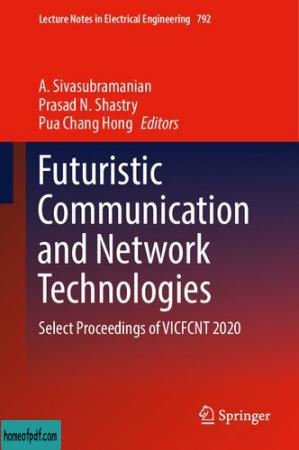 Lecture Notes in Electrical Engineering 792
A. Sivasubramanian
Prasad N. Shastry
Pua Chang Hong Editors
Futuristic
Communication
and Network
Technologies
Select Proceedings of VICFCNT 2020
Springer
homeofpdf.com